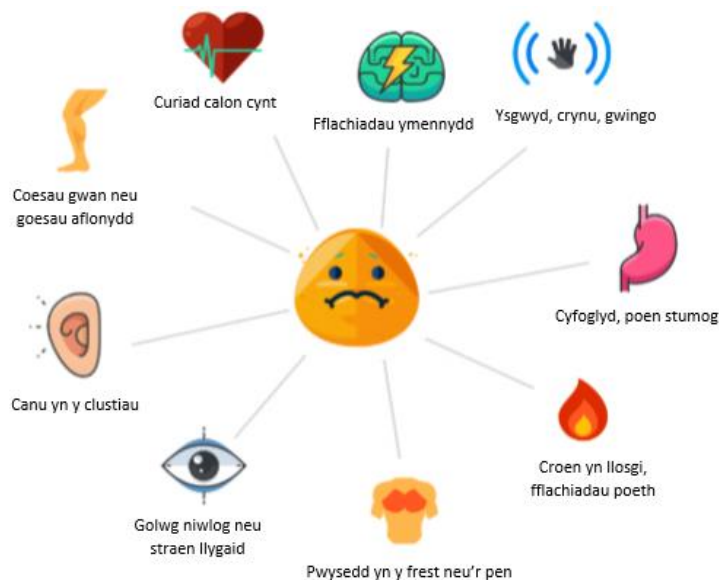 Curiad calon cynt
Fflachiadau ymennydd
Ysgwyd, crynu, gwingo
Coesau gwan neu
goesau aflonydd
Cyfoglyd, poen stumog
Canu yn y clustiau
Croen yn llosgi,
fflachiadau poeth
Golwg niwlog neu
straen llygaid
Pwysedd yn y frest neu'r pen